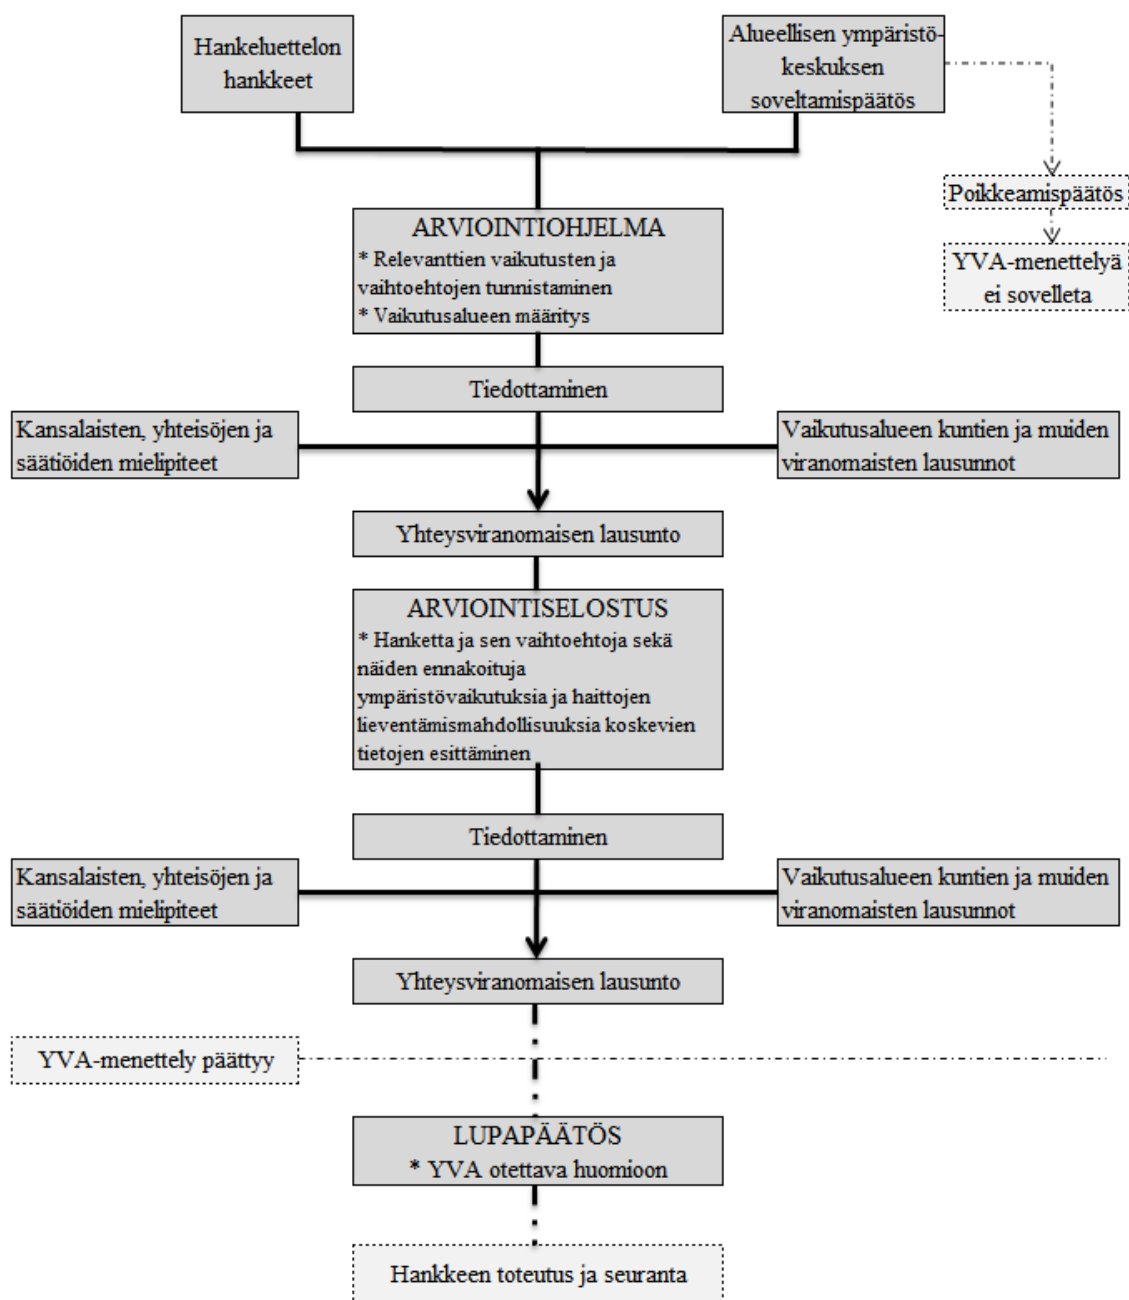 Hankeluettelon
hankkeet
Alueellisen ympäristö-
keskuksen
soveltamispäätös
Poikkeamispäätös
YVA-menettelyä
ei sovelleta
ARVIOINTIOHJELMA
* Relevanttien vaikutusten ja
vaihtoehtojen tunnistaminen
* Vaikutusalueen määritys
Tiedottaminen
Kansalaisten, yhteisöjen ja
säätiöiden mielipiteet
Vaikutusalueen kuntien ja muiden
viranomaisten lausunnot
Yhteysviranomaisen lausunto
ARVIOINTISELOSTUS
* Hanketta ja sen vaihtoehtoja sekä
näiden ennakoituja
ympäristövaikutuksia ja haittojen
lieventämismahdollisuuksia koskevien
tietojen esittäminen
Tiedottaminen
Kansalaisten, yhteisöjen ja
säätiöiden mielipiteet
Vaikutusalueen kuntien ja muiden
viranomaisten lausunnot
Yhteysviranomaisen lausunto
YVA-menettely päättyy
LUPAPÄÄTÖS
* YVA otettava huomioon
Hankkeen toteutus ja seuranta